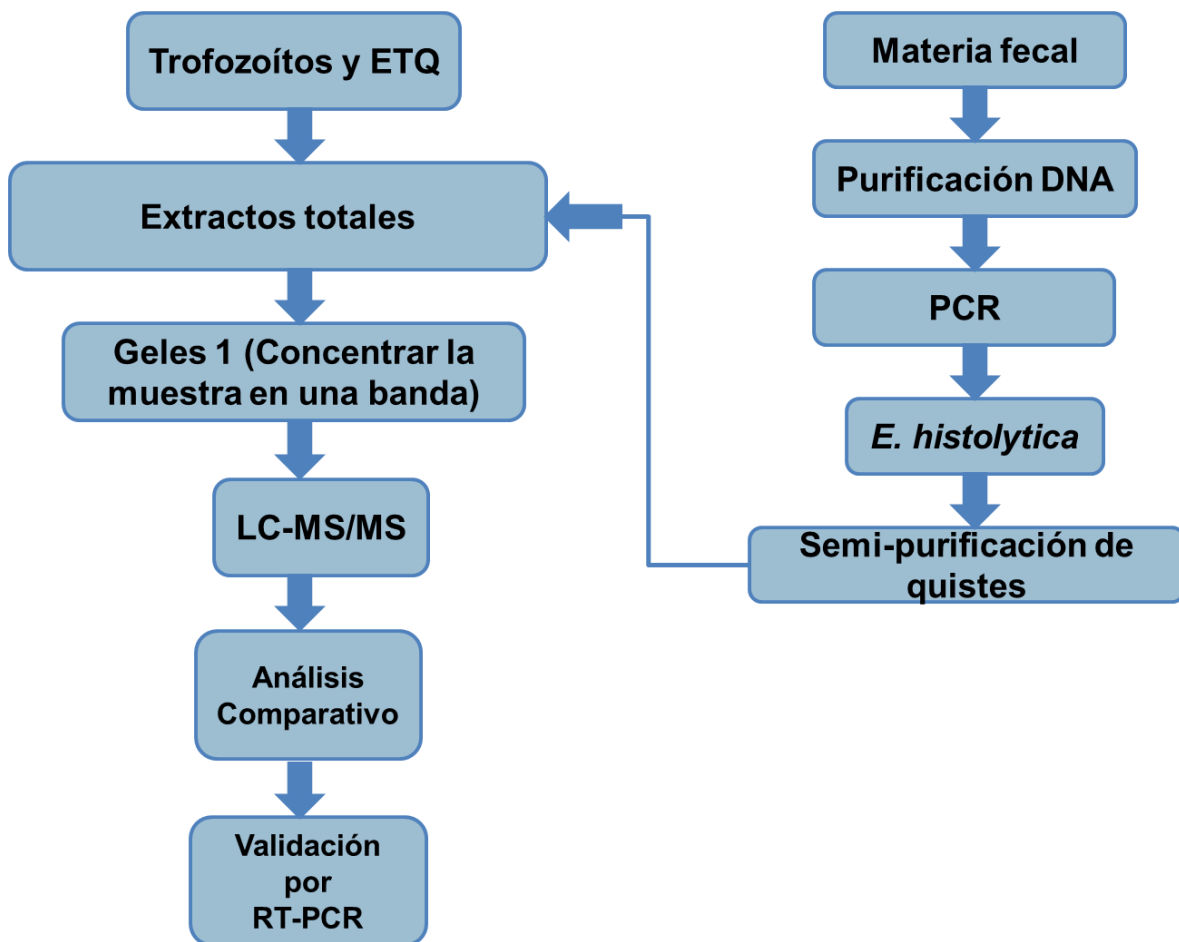 Trofozoítos y ETQ
Extractos totales
Geles 1 (Concentrar la
muestra en una banda)
LC-MS/MS
Análisis
Comparativo
Validación
por
RT-PCR
Materia fecal
Purificación DNA
PCR
E. histolytica
Semi-purificación de
quistes